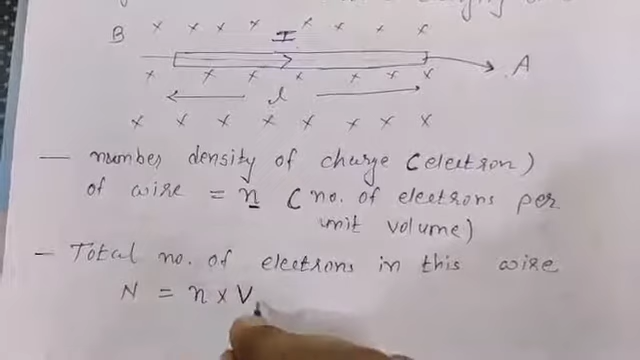 B x x x x x x x x
I
x x x x x x x A
l
x x x x x x x x
— number density of charge (electron)
of wire = n (no. of electrons per
unit volume)
- Total no. of electrons in this wire
N = n x V